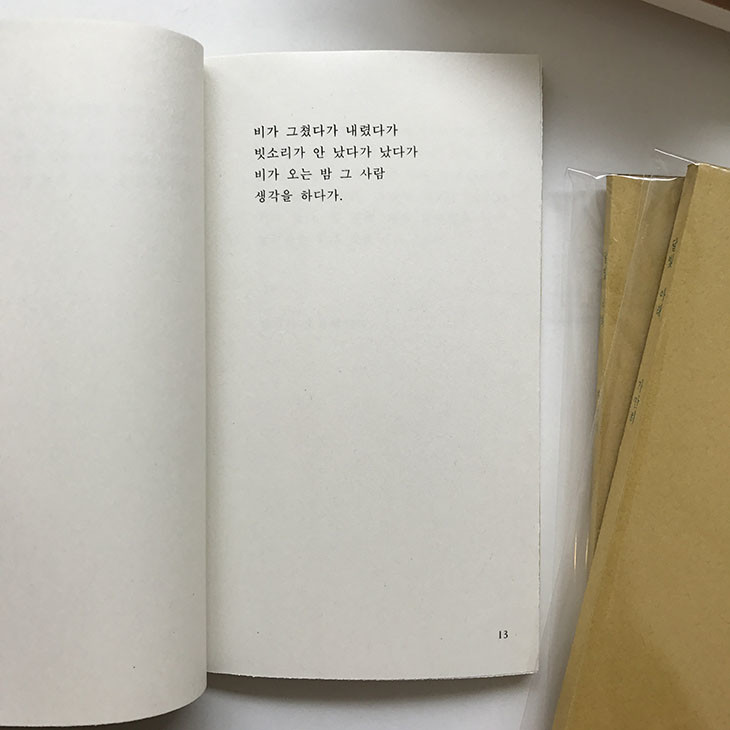 비가 그쳤다가 내렸다가
빗소리가 안 났다가 났다가
비가 오는 밤 그 사람
생각을 하다가.
13